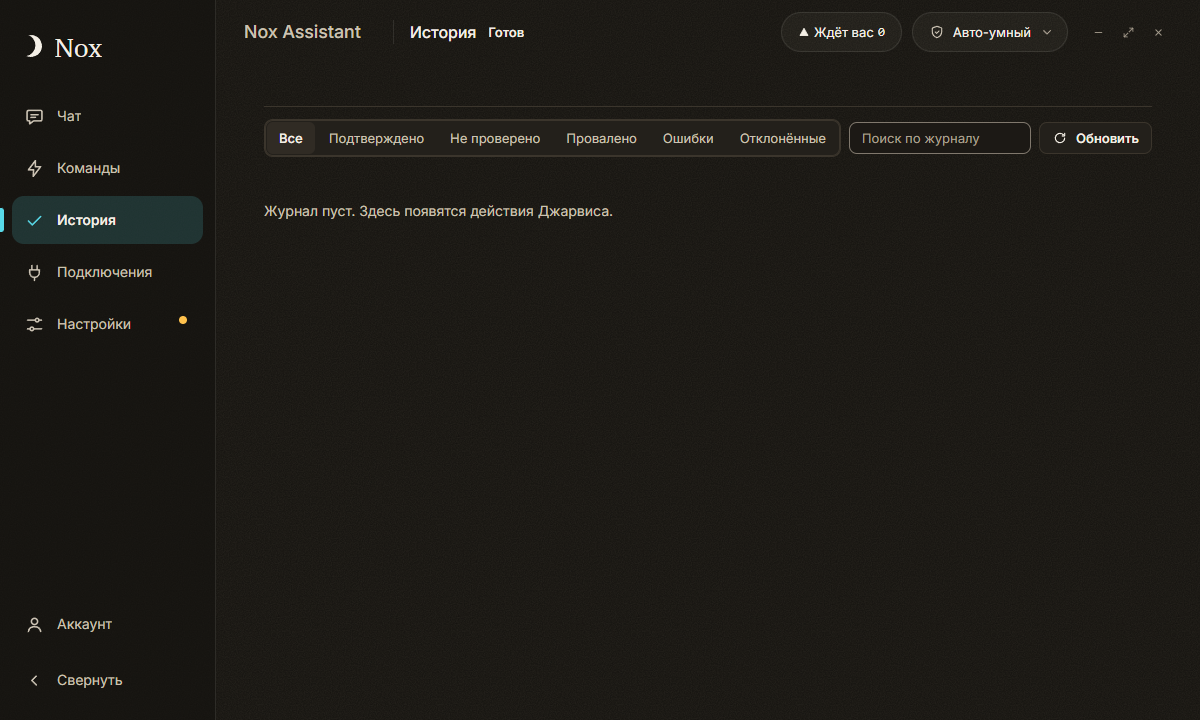 Nox
Nox Assistant
История Готов
▲ Ждёт вас 0
Авто-умный
Чат
Команды
История
Подключения
Настройки
Аккаунт
Свернуть
Все Подтверждено Не проверено Провалено Ошибки Отклонённые
Поиск по журналу
Обновить
Журнал пуст. Здесь появятся действия Джарвиса.